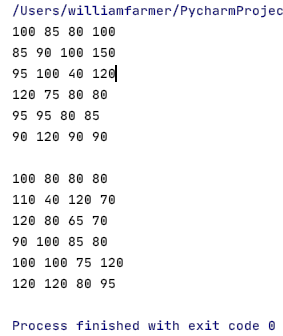 /Users/williamfarmer/PycharmProjec
100 85 80 100
85 90 100 150
95 100 40 120
120 75 80 80
95 95 80 85
90 120 90 90
100 80 80 80
110 40 120 70
120 80 65 70
90 100 85 80
100 100 75 120
120 120 80 95
Process finished with exit code 0